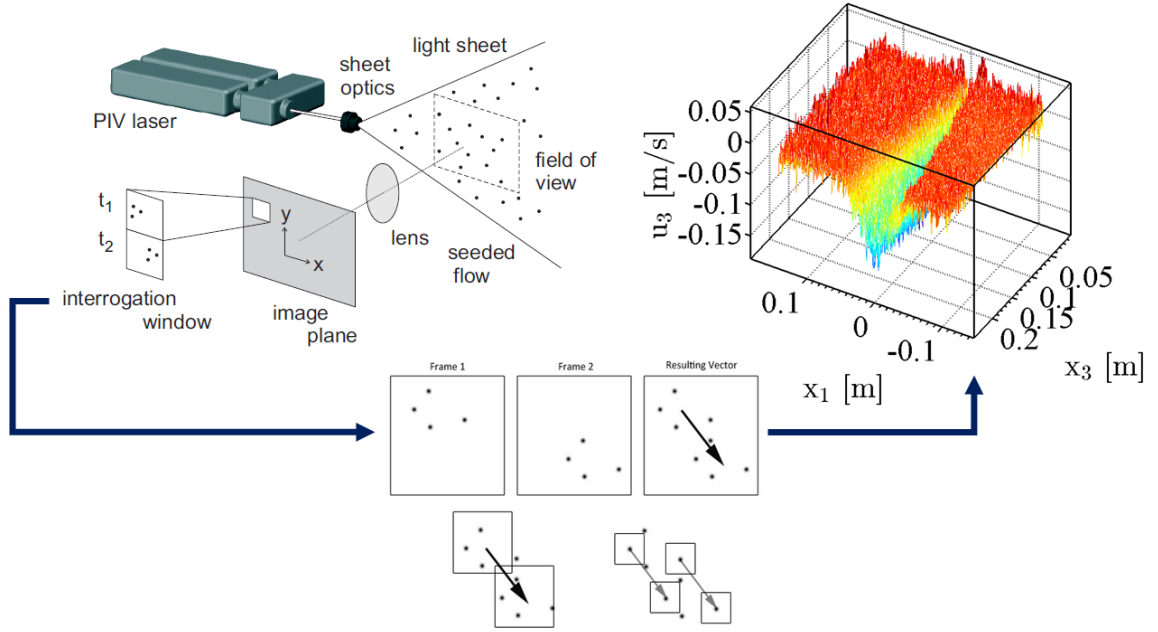 light sheet
sheet
optics
PIV laser
field of
view
t₁
t₂
y
x
lens
seeded
flow
interrogation
window
image
plane
0.05
0
-0.05
-0.1
-0.15
u₃ [m/s]
0.1
0
-0.1
x₁ [m]
0.05
0.1
0.15
0.2
x₃ [m]
Frame 1
Frame 2
Resulting Vector